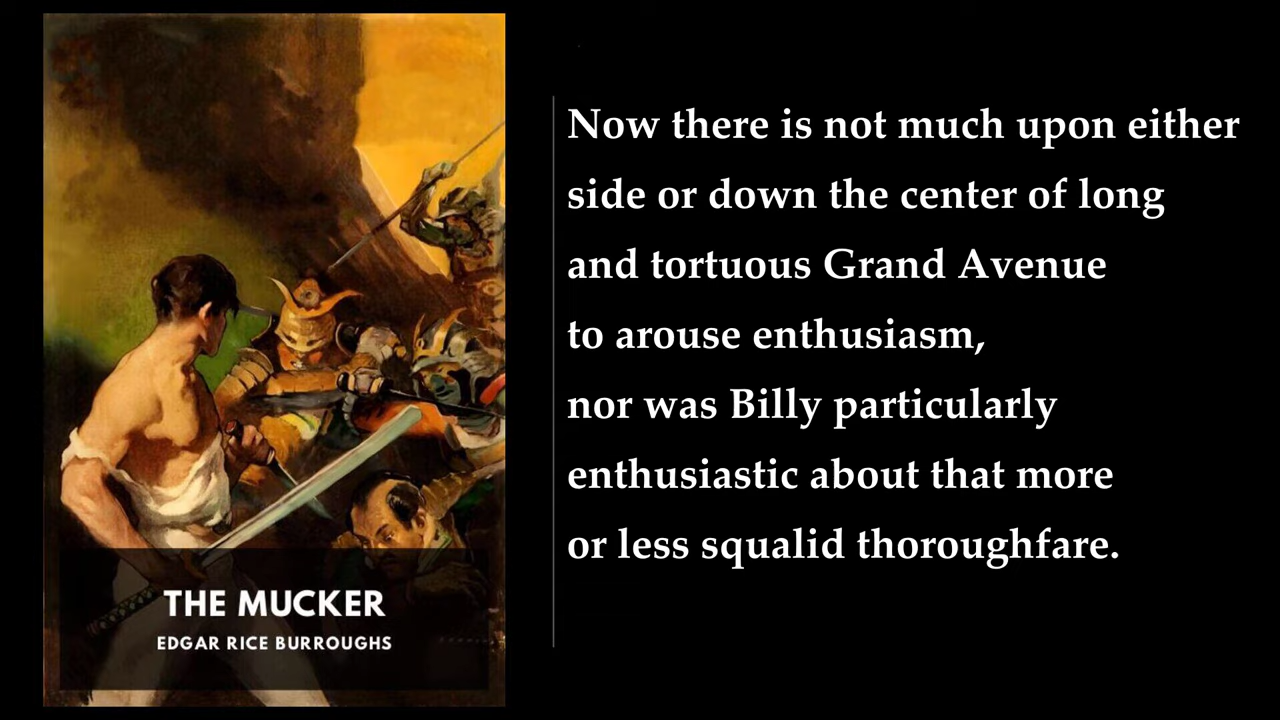 THE MUCKER
EDGAR RICE BURROUGHS
Now there is not much upon either
side or down the center of long
and tortuous Grand Avenue
to arouse enthusiasm,
nor was Billy particularly
enthusiastic about that more
or less squalid thoroughfare.